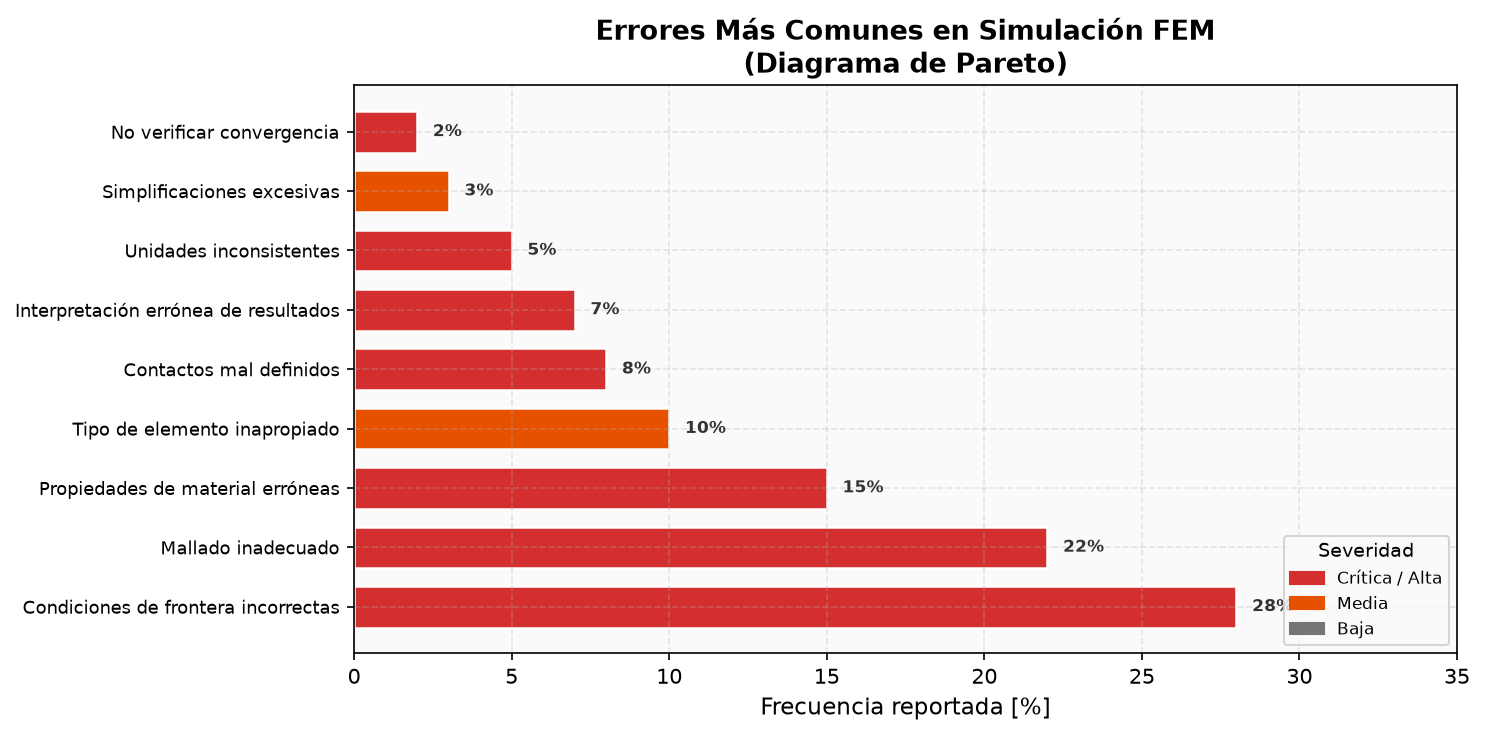 Errores Más Comunes en Simulación FEM
(Diagrama de Pareto)
No verificar convergencia
2%
Simplificaciones excesivas
3%
Unidades inconsistentes
5%
Interpretación errónea de resultados
7%
Contactos mal definidos
8%
Tipo de elemento inapropiado
10%
Propiedades de material erróneas
15%
Mallado inadecuado
22%
Condiciones de frontera incorrectas
28%
Severidad
Crítica / Alta
Media
Baja
0 5 10 15 20 25 30 35
Frecuencia reportada [%]